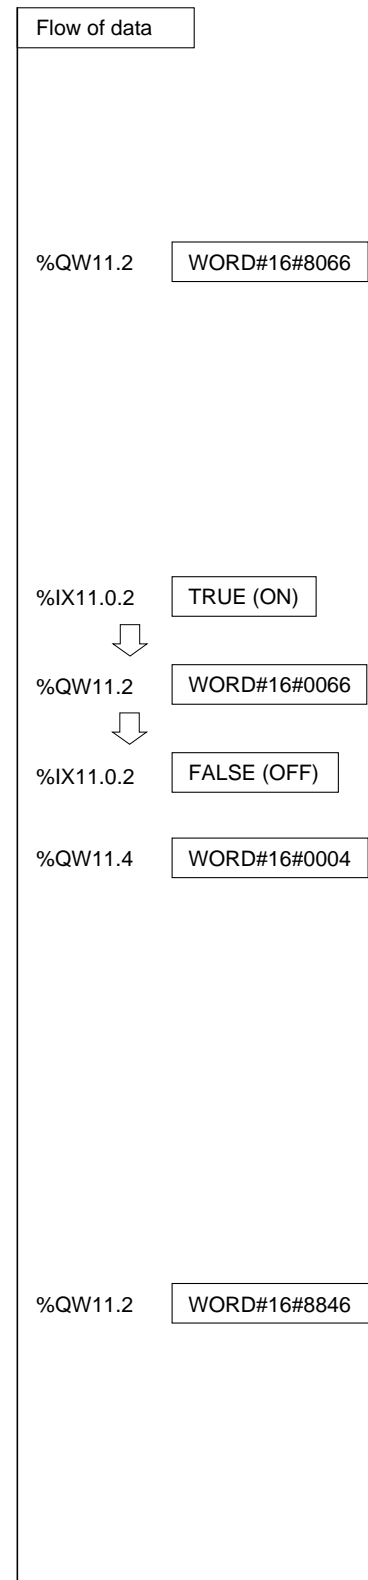 Flow of data
%QW11.2 WORD#16#8066
%IX11.0.2 TRUE (ON)
%QW11.2 WORD#16#0066
%IX11.0.2 FALSE (OFF)
%QW11.4 WORD#16#0004
%QW11.2 WORD#16#8846